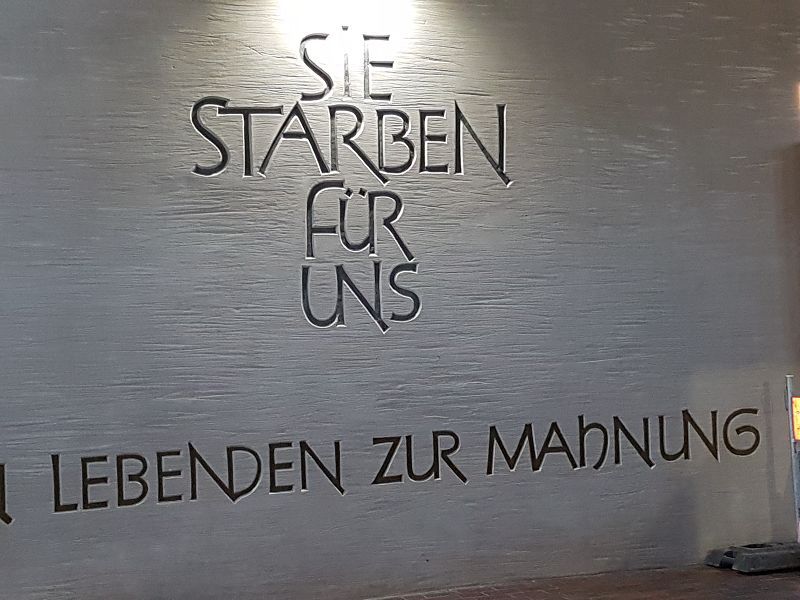 SIE
STARBEN
FÜR
UNS
LEBENDEN ZUR MAHNUNG